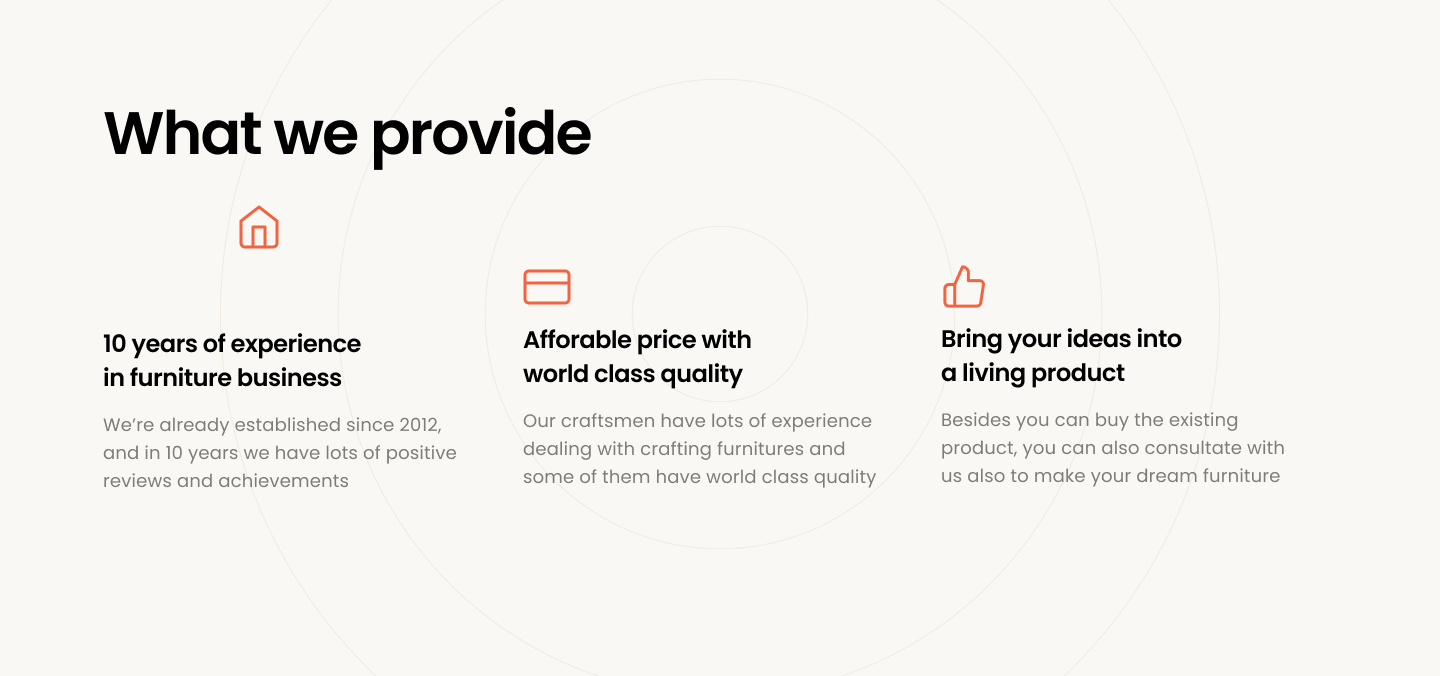 What we provide
10 years of experience
in furniture business
We’re already established since 2012,
and in 10 years we have lots of positive
reviews and achievements
Afforable price with
world class quality
Our craftsmen have lots of experience
dealing with crafting furnitures and
some of them have world class quality
Bring your ideas into
a living product
Besides you can buy the existing
product, you can also consultate with
us also to make your dream furniture